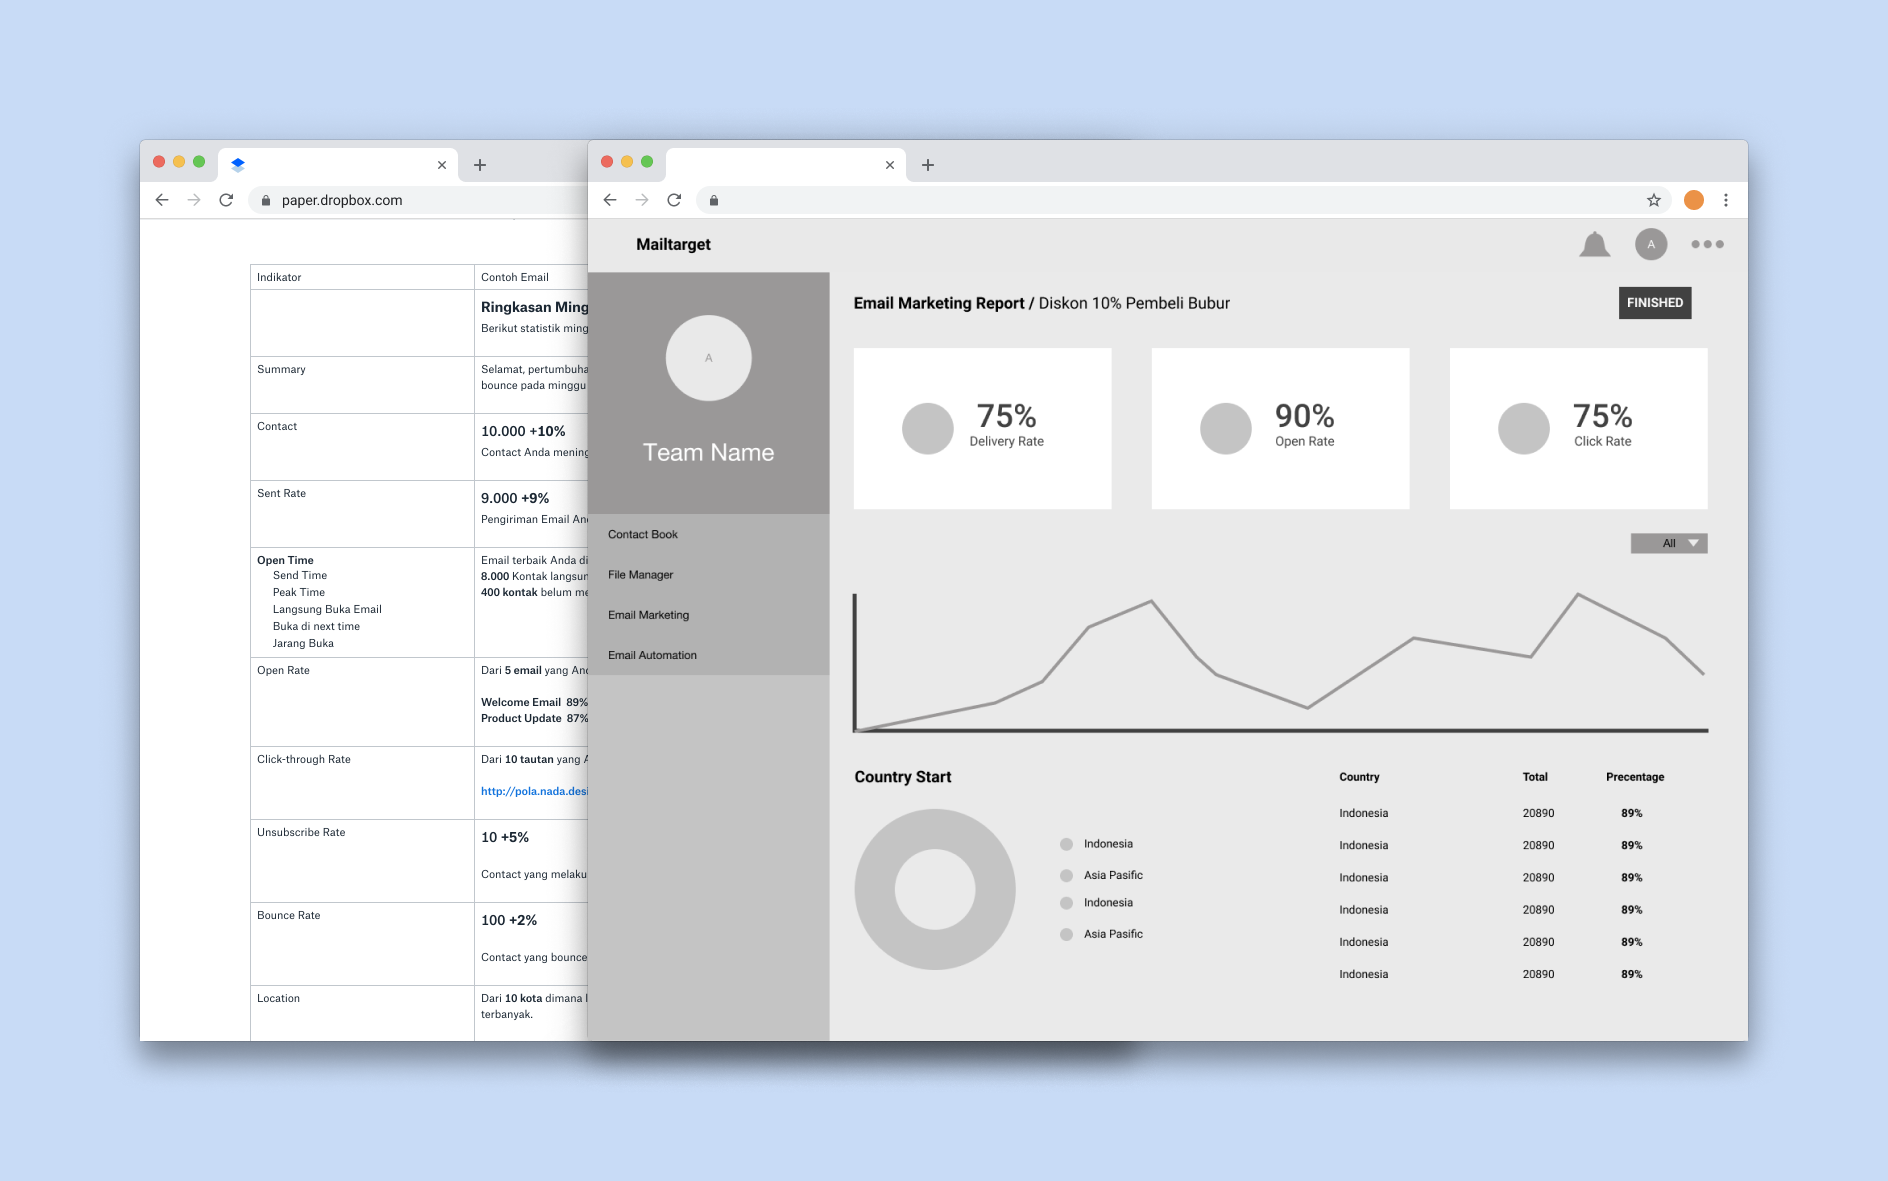 paper.dropbox.com
Indikator
Contoh Email
Ringkasan Ming
Berikut statistik ming
Summary
Selamat, pertumbuha
bounce pada minggu
Contact
10.000 +10%
Contact Anda mening
Sent Rate
9.000 +9%
Pengiriman Email An
Open Time
Send Time
Peak Time
Langsung Buka Email
Buka di next time
Jarang Buka
Email terbaik Anda di
8.000 Kontak langsun
400 kontak belum me
Open Rate
Dari 5 email yang An
Welcome Email 89%
Product Update 87%
Click-through Rate
Dari 10 tautan yang A
http://pola.nada.desi
Unsubscribe Rate
10 +5%
Contact yang melaku
Bounce Rate
100 +2%
Contact yang bounce
Location
Dari 10 kota dimana
terbanyak.
Mailtarget
A
A
Team Name
Contact Book
File Manager
Email Marketing
Email Automation
Email Marketing Report / Diskon 10% Pembeli Bubur
FINISHED
75%
Delivery Rate
90%
Open Rate
75%
Click Rate
All
Country Start
Indonesia
Asia Pasific
Indonesia
Asia Pasific
Country Total Precentage
Indonesia 20890 89%
Indonesia 20890 89%
Indonesia 20890 89%
Indonesia 20890 89%
Indonesia 20890 89%
Indonesia 20890 89%